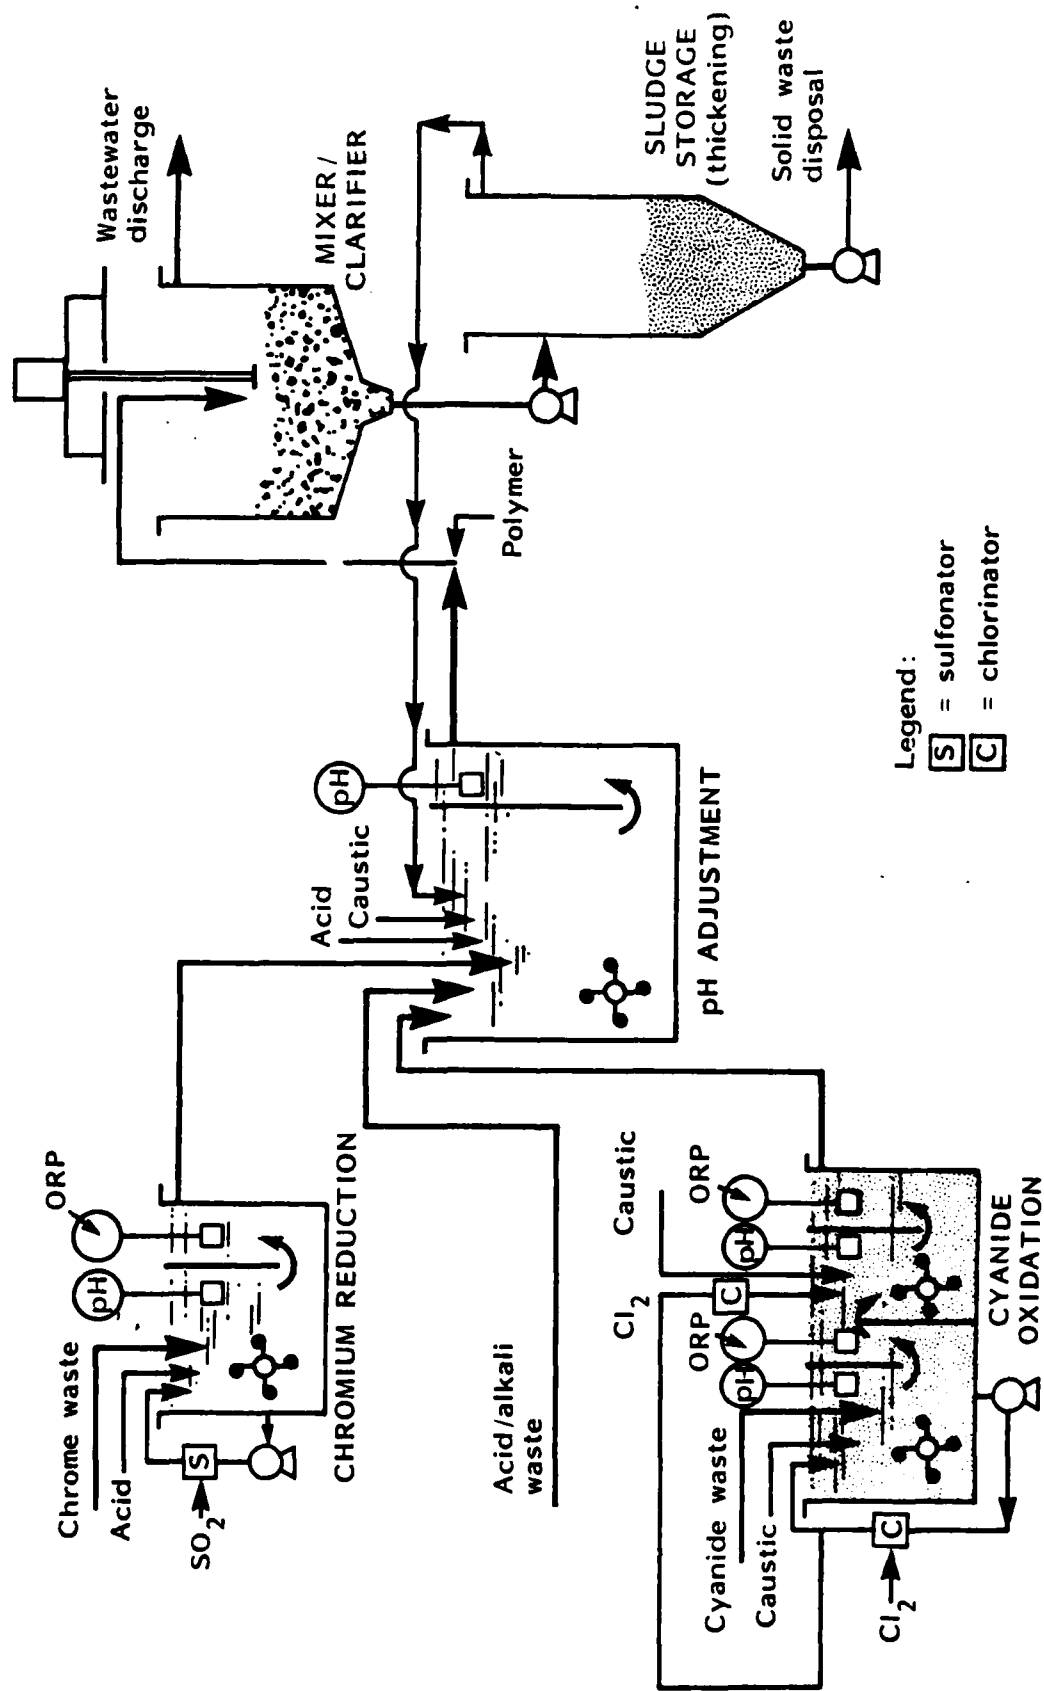 Chrome waste
Acid
SO2
S
pH
ORP
CHROMIUM REDUCTION
Acid/alkali
waste
Cyanide waste
Caustic
Cl2
C
pH
ORP
Cl2
C
Caustic
pH
ORP
CYANIDE
OXIDATION
Acid
Caustic
pH
pH ADJUSTMENT
Polymer
Wastewater
discharge
MIXER/
CLARIFIER
SLUDGE
STORAGE
(thickening)
Solid waste
disposal
Legend:
S = sulfonator
C = chlorinator